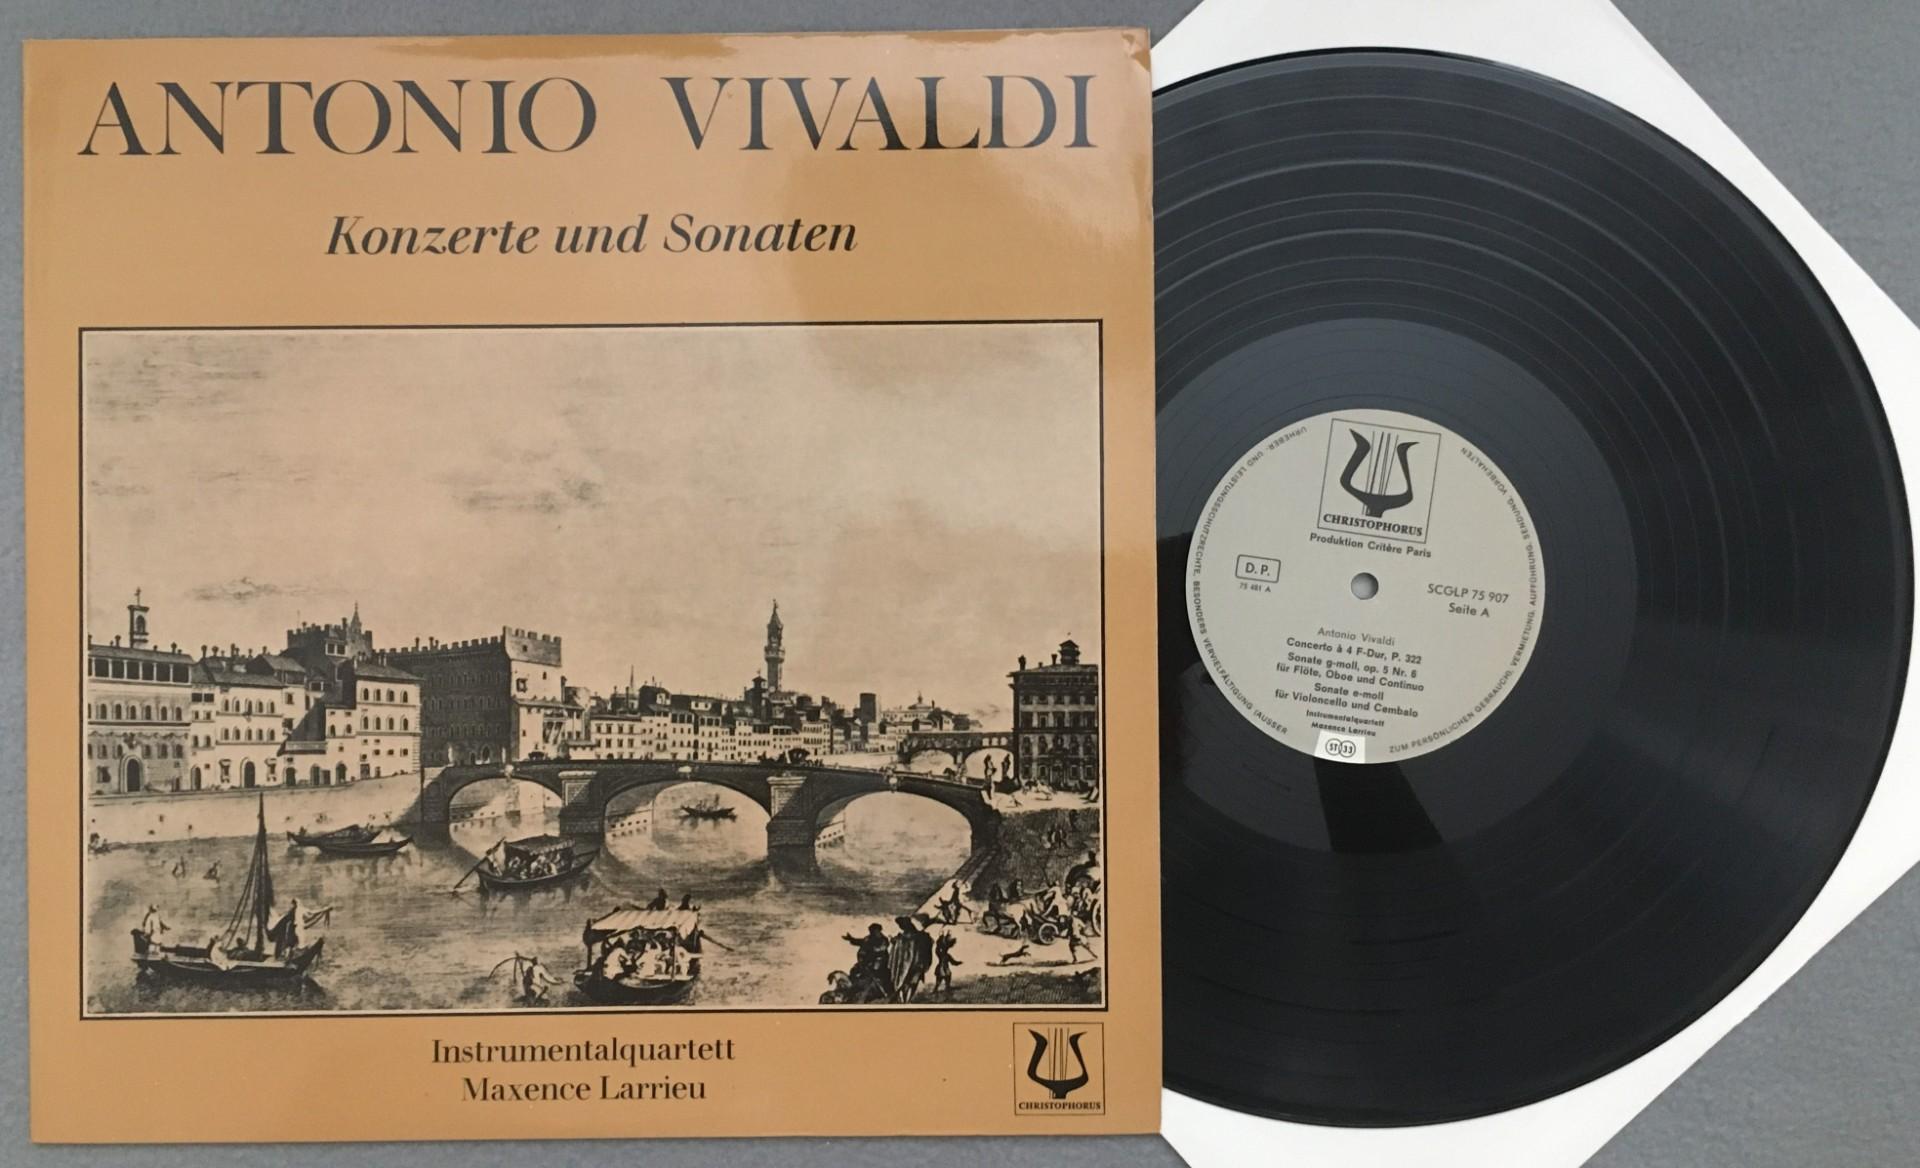 ANTONIO VIVALDI
Konzerte und Sonaten
Instrumentalquartett
Maxence Larrieu
CHRISTOPHORUS
CHRISTOPHORUS
Produktion Critère Paris
D. P.
75 481 A
SCGLP 75 907
Seite A
Antonio Vivaldi
Concerto à 4 F-Dur, P. 322
Sonate g-moll, op. 5 Nr. 6
für Flöte, Oboe und Continuo
Sonate e-moll
für Violoncello und Cembalo
Instrumentalquartett
Maxence Larrieu
ST 33
URHEBER- UND LEISTUNGSSCHUTZRECHTE, BESONDERS VERVIELFÄLTIGUNG (AUSSER ZUM PERSÖNLICHEN GEBRAUCH), VERMIETUNG, AUFFÜHRUNG, SENDUNG, VORBEHALTEN